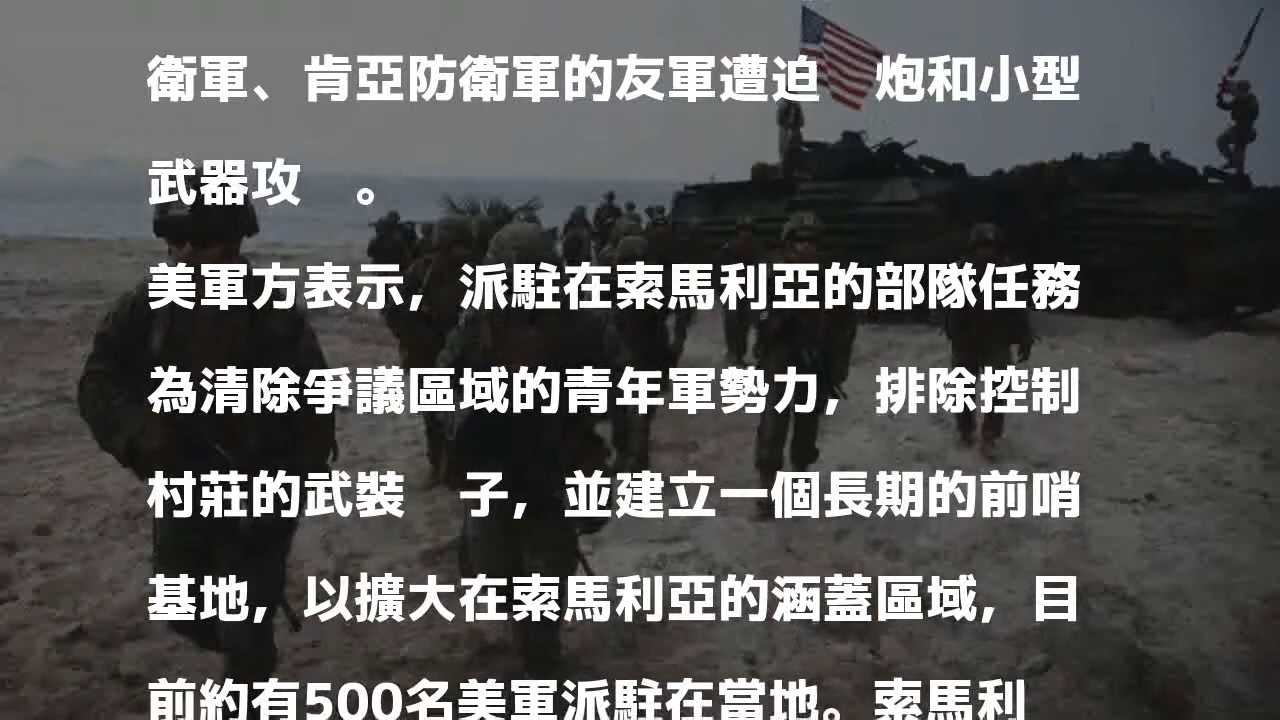 衛軍、肯亞防衛軍的友軍遭迫　炮和小型
武器攻　。
美軍方表示，派駐在索馬利亞的部隊任務
為清除爭議區域的青年軍勢力，排除控制
村莊的武裝　子，並建立一個長期的前哨
基地，以擴大在索馬利亞的涵蓋區域，目
前約有500名美軍派駐在當地。索馬利